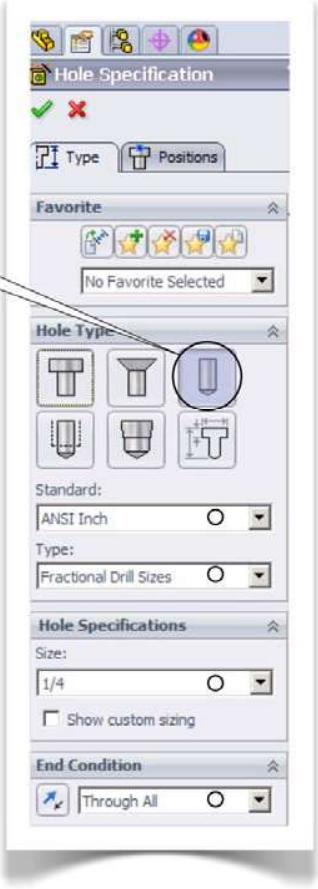 Hole Specification
Type
Positions
Favorite
No Favorite Selected
Hole Type
Standard:
ANSI Inch
Type:
Fractional Drill Sizes
Hole Specifications
Size:
1/4
Show custom sizing
End Condition
Through All